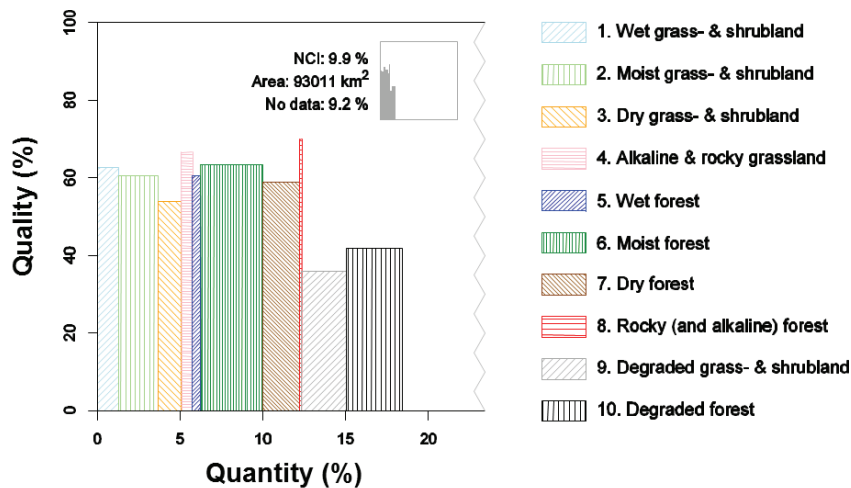 100
80
60
40
20
0
Quality (%)
NCI: 9.9 %
Area: 93011 km²
No data: 9.2 %
0 5 10 15 20
Quantity (%)
1. Wet grass- & shrubland
2. Moist grass- & shrubland
3. Dry grass- & shrubland
4. Alkaline & rocky grassland
5. Wet forest
6. Moist forest
7. Dry forest
8. Rocky (and alkaline) forest
9. Degraded grass- & shrubland
10. Degraded forest